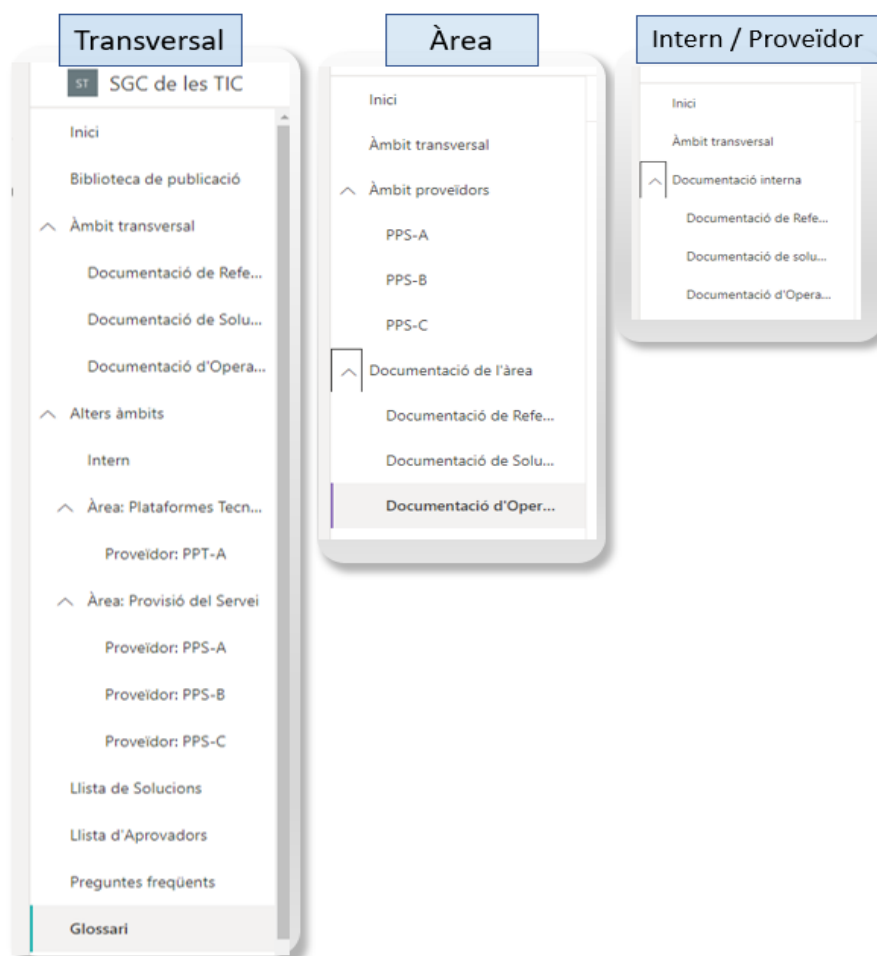 Transversal
ST SGC de les TIC
Inici
Biblioteca de publicació
Àmbit transversal
Documentació de Refe...
Documentació de Solu...
Documentació d'Opera...
Alters àmbits
Intern
Àrea: Plataformes Tecn...
Proveïdor: PPT-A
Àrea: Provisió del Servei
Proveïdor: PPS-A
Proveïdor: PPS-B
Proveïdor: PPS-C
Llista de Solucions
Llista d'Aprovadors
Preguntes freqüents
Glossari
Àrea
Inici
Àmbit transversal
Àmbit proveïdors
PPS-A
PPS-B
PPS-C
Documentació de l'àrea
Documentació de Refe...
Documentació de Solu...
Documentació d'Oper...
Intern / Proveïdor
Inici
Àmbit transversal
Documentació interna
Documentació de Refe...
Documentació de solu...
Documentació d'Opera...